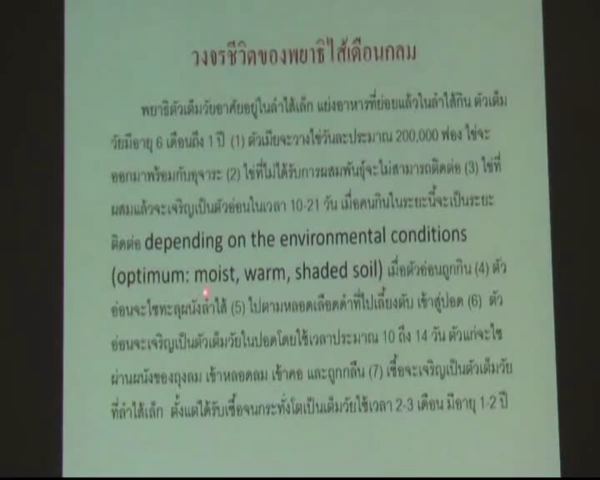 วงจรชีวิตของพยาธิไส้เดือนกลม
พยาธิตัวเต็มวัยอาศัยอยู่ในลำไส้เล็ก แย่งอาหารที่ย่อยแล้วในลำไส้กิน ตัวเต็ม
วัยมีอายุ 6 เดือนถึง 1 ปี (1) ตัวเมียจะวางไข่วันละประมาณ 200,000 ฟอง ไข่จะ
ออกมาพร้อมกับอุจาระ (2) ไข่ที่ไม่ได้รับการผสมพันธุ์จะไม่สามารถติดต่อ (3) ไข่ที่
ผสมแล้วจะเจริญเป็นตัวอ่อนในเวลา 10-21 วัน เมื่อคนกินในระยะนี้จะเป็นระยะ
ติดต่อ depending on the environmental conditions
(optimum: moist, warm, shaded soil) เมื่อตัวอ่อนถูกกิน (4) ตัว
อ่อนจะไชทะลุผนังลำไส้ (5) ไปตามหลอดเลือดดำที่ไปเลี้ยงตับ เข้าสู่ปอด (6) ตัว
อ่อนจะเจริญเป็นตัวเต็มวัยในปอดโดยใช้เวลาประมาณ 10 ถึง 14 วัน ตัวแก่จะไช
ผ่านผนังของถุงลม เข้าหลอดลม เข้าคอ และถูกกลืน (7) เชื้อจะเจริญเป็นตัวเต็มวัย
ที่ลำไส้เล็ก ตั้งแต่ได้รับเชื้อจนกระทั่งโตเป็นเต็มวัยใช้เวลา 2-3 เดือน มีอายุ 1-2 ปี